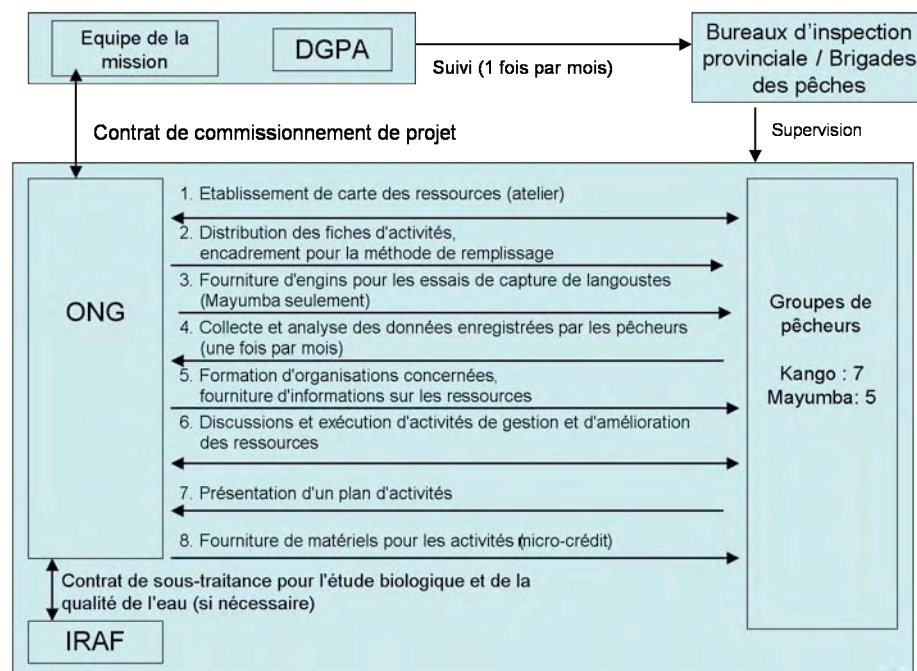 Equipe de la
mission
DGPA
Suivi (1 fois par mois)
Bureaux d'inspection
provinciale / Brigades
des pêches
Contrat de commissionnement de projet
Supervision
ONG
1. Etablissement de carte des ressources (atelier)
2. Distribution des fiches d'activités,
encadrement pour la méthode de remplissage
3. Fourniture d'engins pour les essais de capture de langoustes
(Mayumba seulement)
4. Collecte et analyse des données enregistrées par les pêcheurs
(une fois par mois)
5. Formation d'organisations concernées,
fourniture d'informations sur les ressources
6. Discussions et exécution d'activités de gestion et d'amélioration
des ressources
7. Présentation d'un plan d'activités
8. Fourniture de matériels pour les activités (micro-crédit)
Groupes de
pêcheurs
Kango : 7
Mayumba: 5
Contrat de sous-traitance pour l'étude biologique et de la
qualité de l'eau (si nécessaire)
IRAF